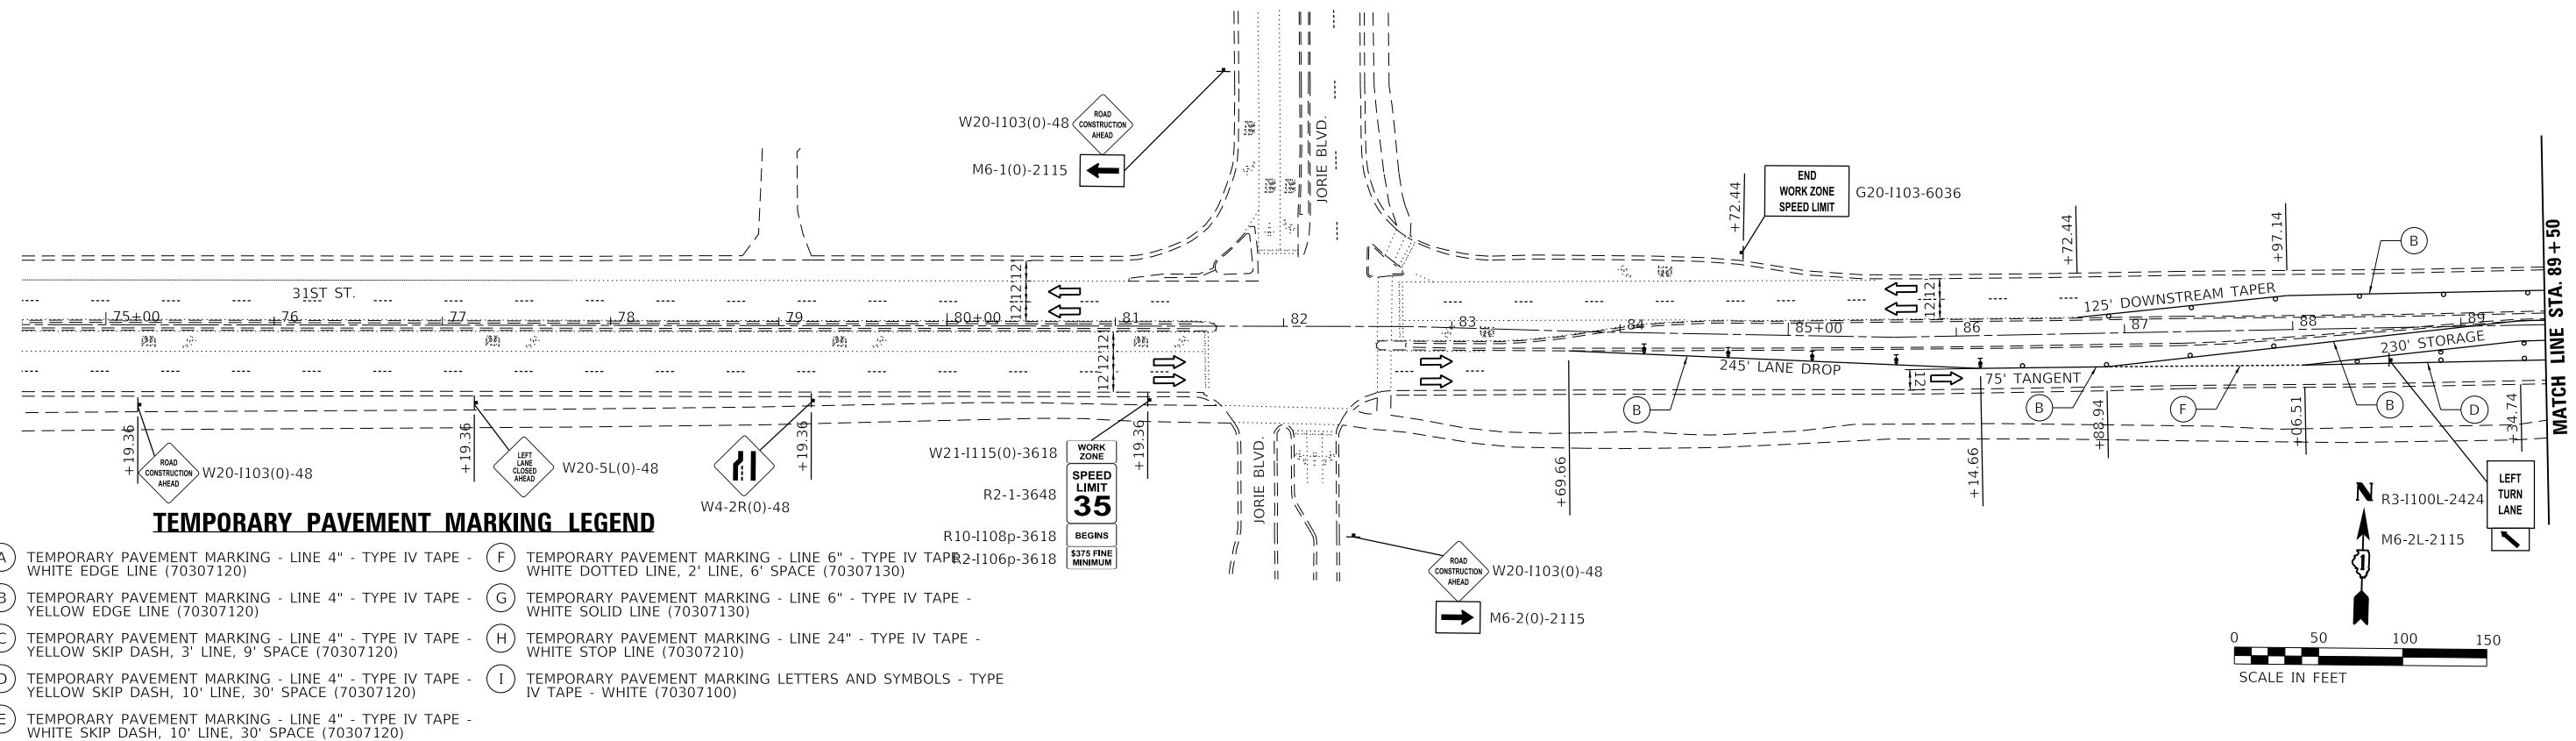 W20-I103(0)-48
ROAD
CONSTRUCTION
AHEAD
M6-1(0)-2115
JORIE BLVD.
+72.44
END
WORK ZONE
SPEED LIMIT
G20-I103-6036
+72.44
+97.14
B
MATCH LINE STA. 89+50
31ST ST.
12' 12' 12'
12' 12'
125' DOWNSTREAM TAPER
75+00
76
77
78
79
80+00
81
82
83
84
85+00
86
87
88
89
12' 12' 12'
245' LANE DROP
12'
75' TANGENT
230' STORAGE
B
B
F
B
D
+19.36
ROAD
CONSTRUCTION
AHEAD
W20-I103(0)-48
+19.36
LEFT
LANE
CLOSED
AHEAD
W20-5L(0)-48
W4-2R(0)-48
+19.36
W21-I115(0)-3618
WORK
ZONE
R2-1-3648
SPEED
LIMIT
35
R10-I108p-3618
BEGINS
R2-I106p-3618
$375 FINE
MINIMUM
+19.36
JORIE BLVD.
ROAD
CONSTRUCTION
AHEAD
W20-I103(0)-48
M6-2(0)-2115
+69.66
+14.66
+88.94
+06.51
+34.74
R3-I100L-2424
LEFT
TURN
LANE
M6-2L-2115
N
1
0 50 100 150
SCALE IN FEET
TEMPORARY PAVEMENT MARKING LEGEND
A TEMPORARY PAVEMENT MARKING - LINE 4" - TYPE IV TAPE -
WHITE EDGE LINE (70307120)
B TEMPORARY PAVEMENT MARKING - LINE 4" - TYPE IV TAPE -
YELLOW EDGE LINE (70307120)
C TEMPORARY PAVEMENT MARKING - LINE 4" - TYPE IV TAPE -
YELLOW SKIP DASH, 3' LINE, 9' SPACE (70307120)
D TEMPORARY PAVEMENT MARKING - LINE 4" - TYPE IV TAPE -
YELLOW SKIP DASH, 10' LINE, 30' SPACE (70307120)
E TEMPORARY PAVEMENT MARKING - LINE 4" - TYPE IV TAPE -
WHITE SKIP DASH, 10' LINE, 30' SPACE (70307120)
F TEMPORARY PAVEMENT MARKING - LINE 6" - TYPE IV TAPE -
WHITE DOTTED LINE, 2' LINE, 6' SPACE (70307130)
G TEMPORARY PAVEMENT MARKING - LINE 6" - TYPE IV TAPE -
WHITE SOLID LINE (70307130)
H TEMPORARY PAVEMENT MARKING - LINE 24" - TYPE IV TAPE -
WHITE STOP LINE (70307210)
I TEMPORARY PAVEMENT MARKING LETTERS AND SYMBOLS - TYPE
IV TAPE - WHITE (70307100)